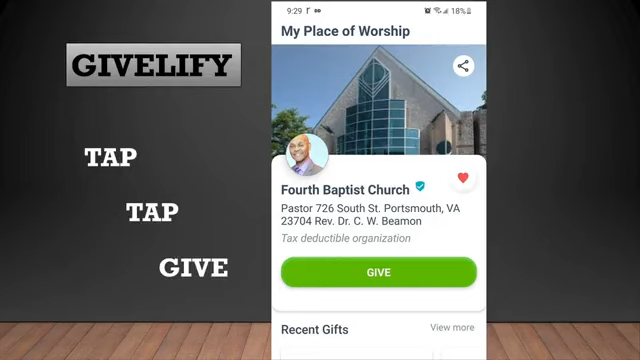 GIVELIFY
TAP
TAP
GIVE
9:29
18%
My Place of Worship
Fourth Baptist Church
Pastor 726 South St. Portsmouth, VA
23704 Rev. Dr. C. W. Beamon
Tax deductible organization
GIVE
Recent Gifts
View more